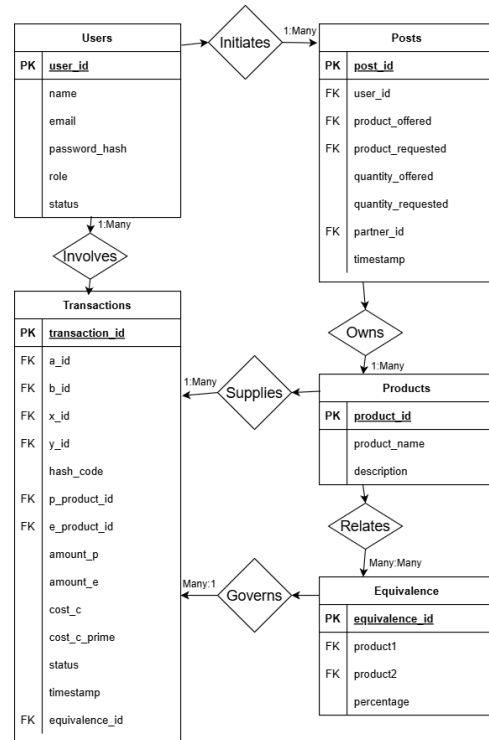 Users
PK user_id
name
email
password_hash
role
status
Initiates
1:Many
Posts
PK post_id
FK user_id
FK product_offered
FK product_requested
quantity_offered
quantity_requested
FK partner_id
timestamp
1:Many
Involves
Owns
1:Many
Transactions
PK transaction_id
FK a_id
FK b_id
FK x_id
FK y_id
hash_code
FK p_product_id
FK e_product_id
amount_p
amount_e
cost_c
cost_c_prime
status
timestamp
FK equivalence_id
1:Many
Supplies
Products
PK product_id
product_name
description
Relates
Many:Many
Many:1
Governs
Equivalence
PK equivalence_id
FK product1
FK product2
percentage